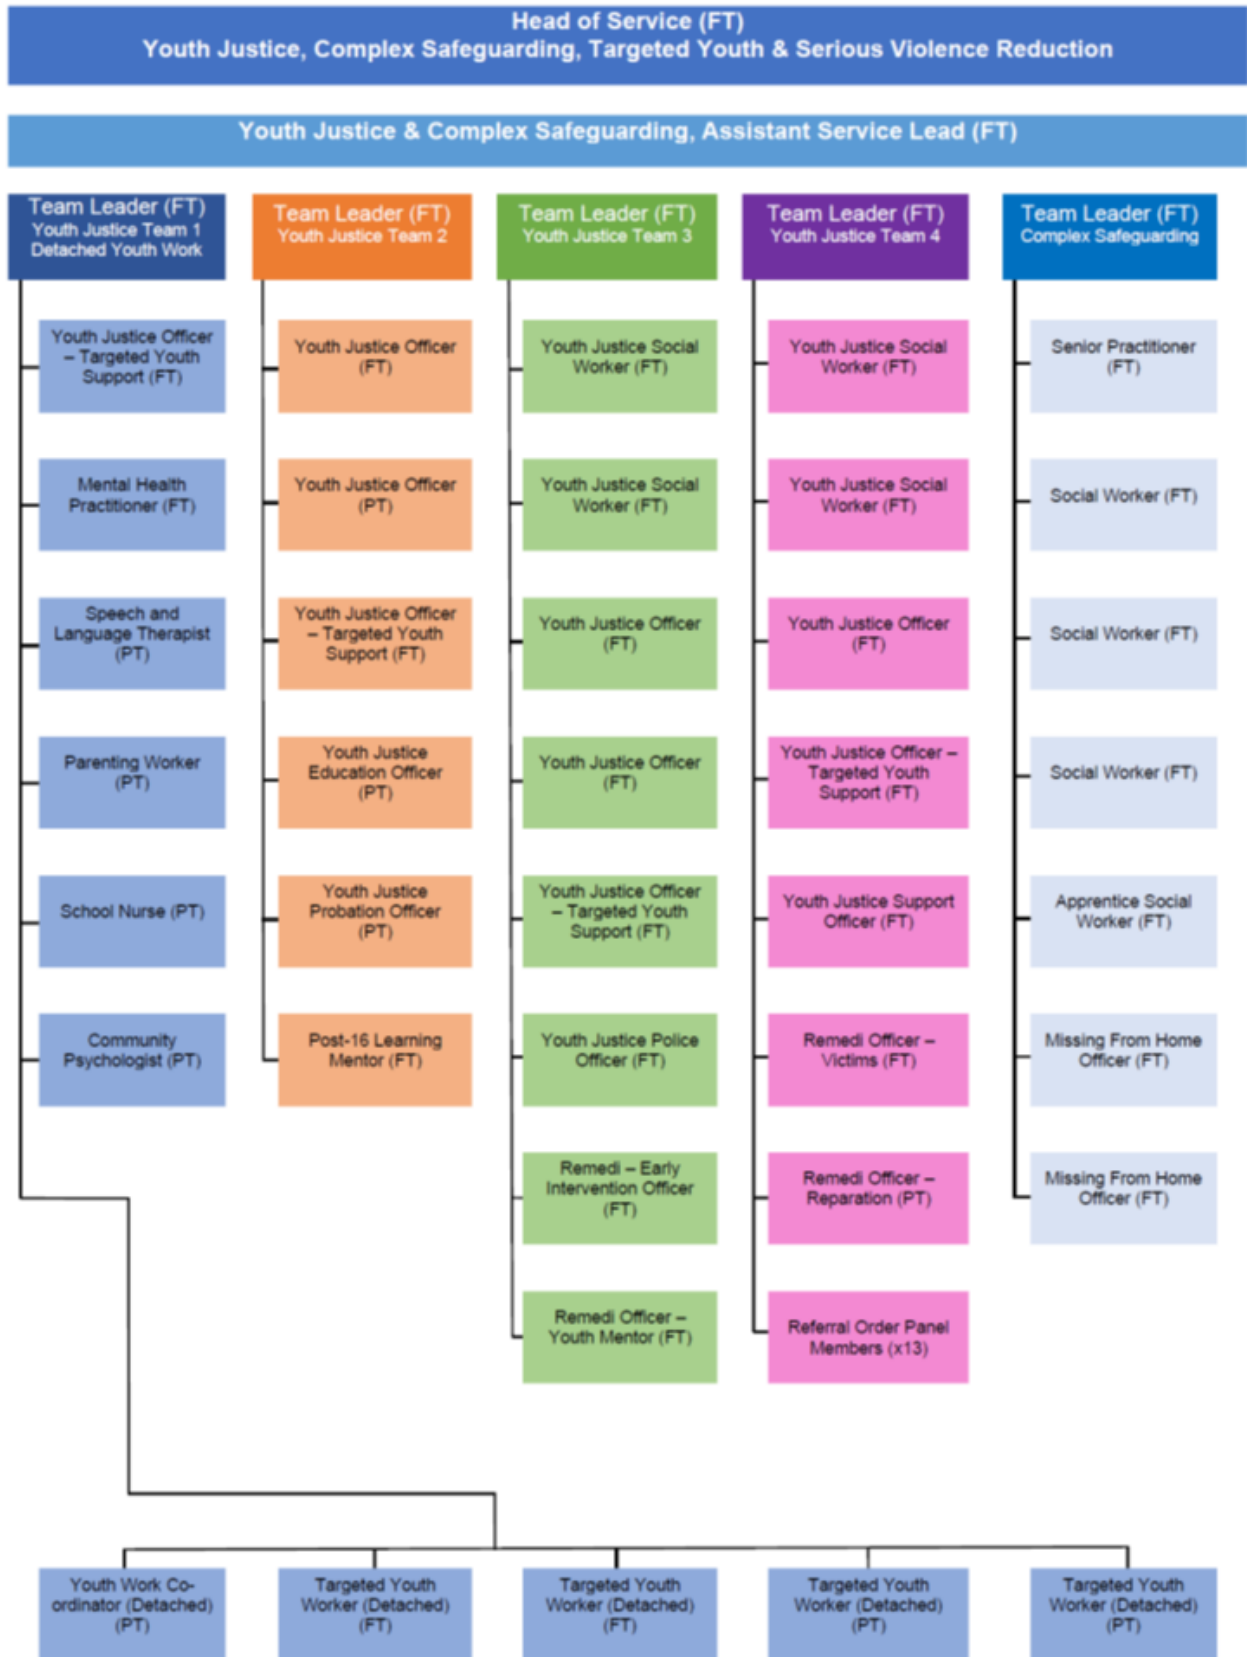 Head of Service (FT)
Youth Justice, Complex Safeguarding, Targeted Youth & Serious Violence Reduction
Youth Justice & Complex Safeguarding, Assistant Service Lead (FT)
Team Leader (FT)
Youth Justice Team 1
Detached Youth Work
Youth Justice Officer
– Targeted Youth
Support (FT)
Mental Health
Practitioner (FT)
Speech and
Language Therapist
(PT)
Parenting Worker
(PT)
School Nurse (PT)
Community
Psychologist (PT)
Team Leader (FT)
Youth Justice Team 2
Youth Justice Officer
(FT)
Youth Justice Officer
(PT)
Youth Justice Officer
– Targeted Youth
Support (FT)
Youth Justice
Education Officer
(PT)
Youth Justice
Probation Officer
(PT)
Post-16 Learning
Mentor (FT)
Team Leader (FT)
Youth Justice Team 3
Youth Justice Social
Worker (FT)
Youth Justice Social
Worker (FT)
Youth Justice Officer
(FT)
Youth Justice Officer
(FT)
Youth Justice Officer
– Targeted Youth
Support (FT)
Youth Justice Police
Officer (FT)
Remedi – Early
Intervention Officer
(FT)
Remedi Officer –
Youth Mentor (FT)
Team Leader (FT)
Youth Justice Team 4
Youth Justice Social
Worker (FT)
Youth Justice Social
Worker (FT)
Youth Justice Officer
(FT)
Youth Justice Officer –
Targeted Youth
Support (FT)
Youth Justice Support
Officer (FT)
Remedi Officer –
Victims (FT)
Remedi Officer –
Reparation (PT)
Referral Order Panel
Members (x13)
Team Leader (FT)
Complex Safeguarding
Senior Practitioner
(FT)
Social Worker (FT)
Social Worker (FT)
Social Worker (FT)
Apprentice Social
Worker (FT)
Missing From Home
Officer (FT)
Missing From Home
Officer (FT)
Youth Work Co-
ordinator (Detached)
(PT)
Targeted Youth
Worker (Detached)
(FT)
Targeted Youth
Worker (Detached)
(FT)
Targeted Youth
Worker (Detached)
(PT)
Targeted Youth
Worker (Detached)
(PT)